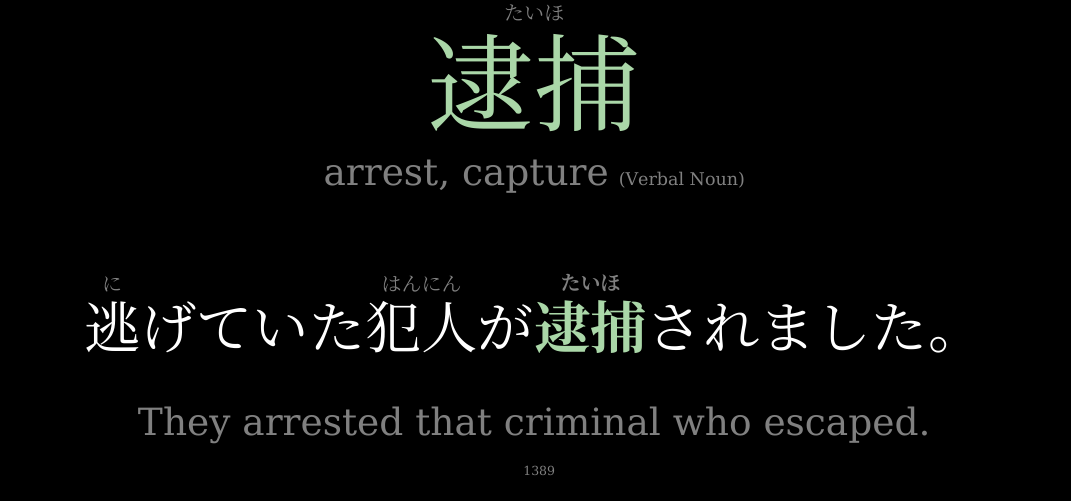 たいほ
逮捕
arrest, capture (Verbal Noun)
に はんにん たいほ
逃げていた犯人が逮捕されました。
They arrested that criminal who escaped.
1389